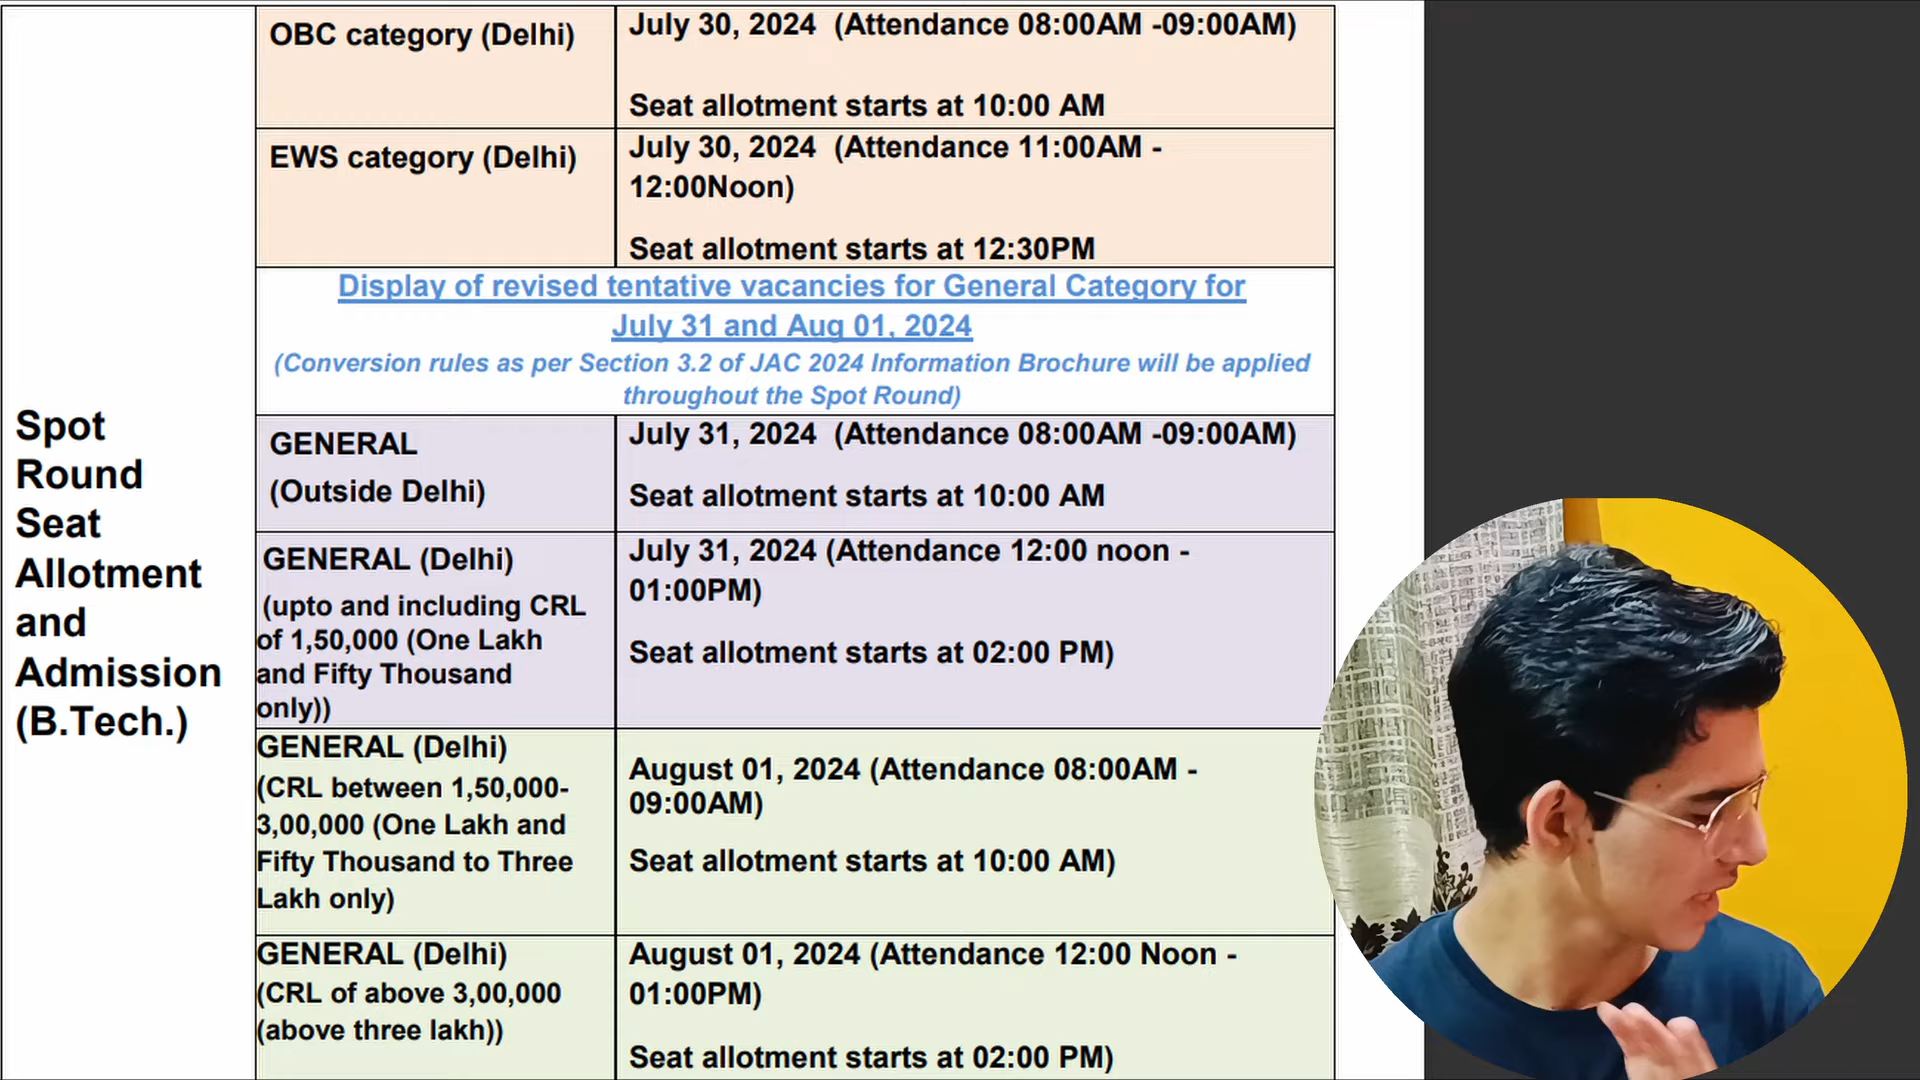 Spot
Round
Seat
Allotment
and
Admission
(B.Tech.)
OBC category (Delhi)
July 30, 2024  (Attendance 08:00AM -09:00AM)
Seat allotment starts at 10:00 AM
EWS category (Delhi)
July 30, 2024  (Attendance 11:00AM -
12:00Noon)
Seat allotment starts at 12:30PM
Display of revised tentative vacancies for General Category for
July 31 and Aug 01, 2024
(Conversion rules as per Section 3.2 of JAC 2024 Information Brochure will be applied
throughout the Spot Round)
GENERAL
(Outside Delhi)
July 31, 2024  (Attendance 08:00AM -09:00AM)
Seat allotment starts at 10:00 AM
GENERAL (Delhi)
(upto and including CRL
of 1,50,000 (One Lakh
and Fifty Thousand
only))
July 31, 2024 (Attendance 12:00 noon -
01:00PM)
Seat allotment starts at 02:00 PM)
GENERAL (Delhi)
(CRL between 1,50,000-
3,00,000 (One Lakh and
Fifty Thousand to Three
Lakh only)
August 01, 2024 (Attendance 08:00AM -
09:00AM)
Seat allotment starts at 10:00 AM)
GENERAL (Delhi)
(CRL of above 3,00,000
(above three lakh))
August 01, 2024 (Attendance 12:00 Noon -
01:00PM)
Seat allotment starts at 02:00 PM)